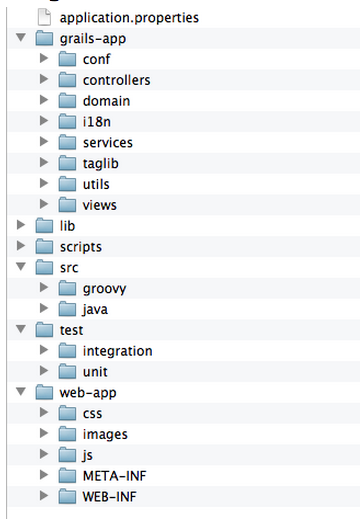 application.properties
grails-app
conf
controllers
domain
i18n
services
taglib
utils
views
lib
scripts
src
groovy
java
test
integration
unit
web-app
css
images
js
META-INF
WEB-INF